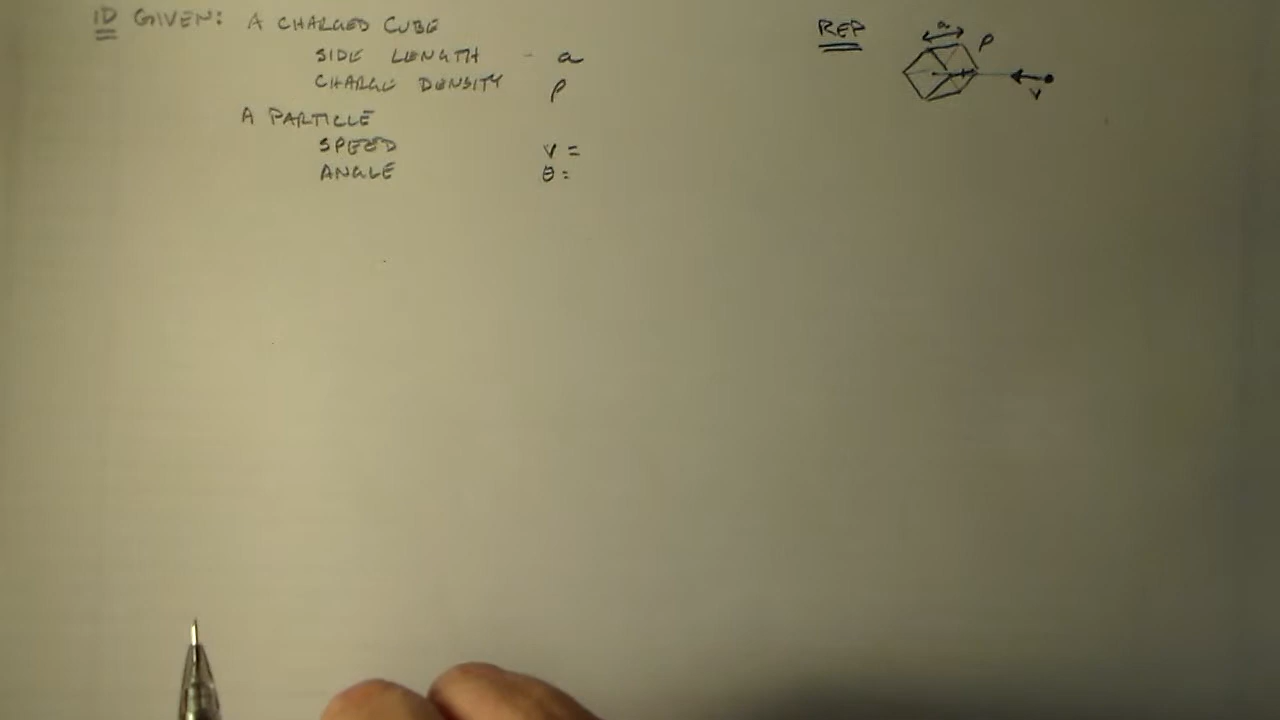 ID GIVEN: A CHARGED CUBE
SIDE LENGTH - a
CHARGE DENSITY ρ
A PARTICLE
SPEED v =
ANGLE θ =
REP
a
ρ
v